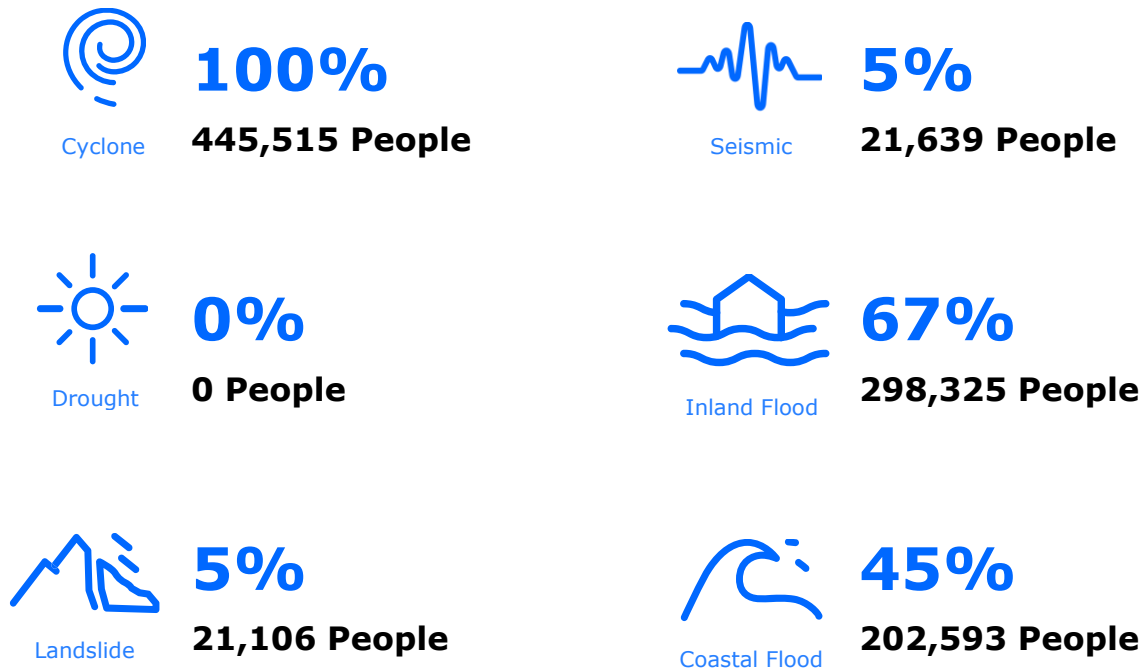 100%
445,515 People
Cyclone
5%
21,639 People
Seismic
0%
0 People
Drought
67%
298,325 People
Inland Flood
5%
21,106 People
Landslide
45%
202,593 People
Coastal Flood